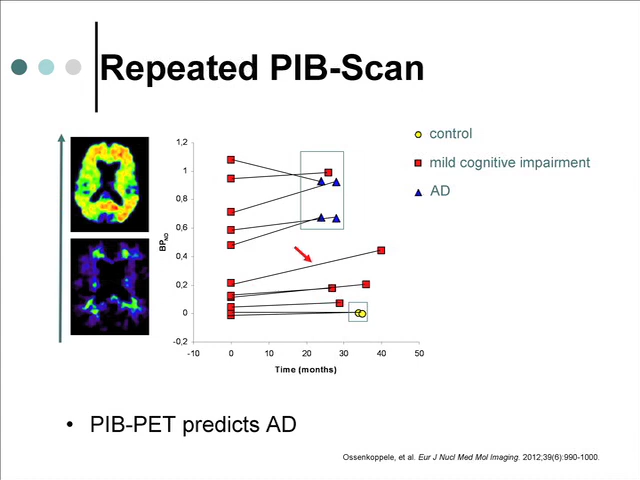 Repeated PIB-Scan
control
mild cognitive impairment
AD
1,2
1
0,8
0,6
0,4
0,2
0
-0,2
BPND
-10 0 10 20 30 40 50
Time (months)
• PIB-PET predicts AD
Ossenkoppele, et al. Eur J Nucl Med Mol Imaging. 2012;39(6):990-1000.